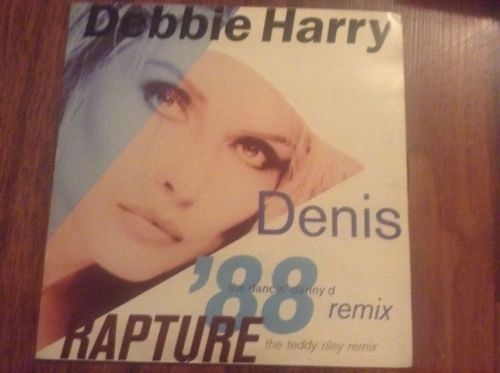 Debbie Harry
Denis
'88
the dancin' danny d
remix
RAPTURE
the teddy riley remix